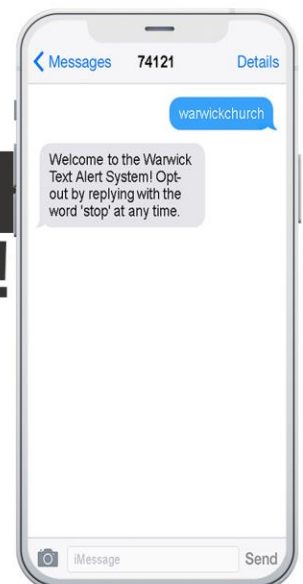 Messages 74121 Details
warwickchurch
Welcome to the Warwick
Text Alert System! Opt-
out by replying with the
word 'stop' at any time.
!
iMessage Send